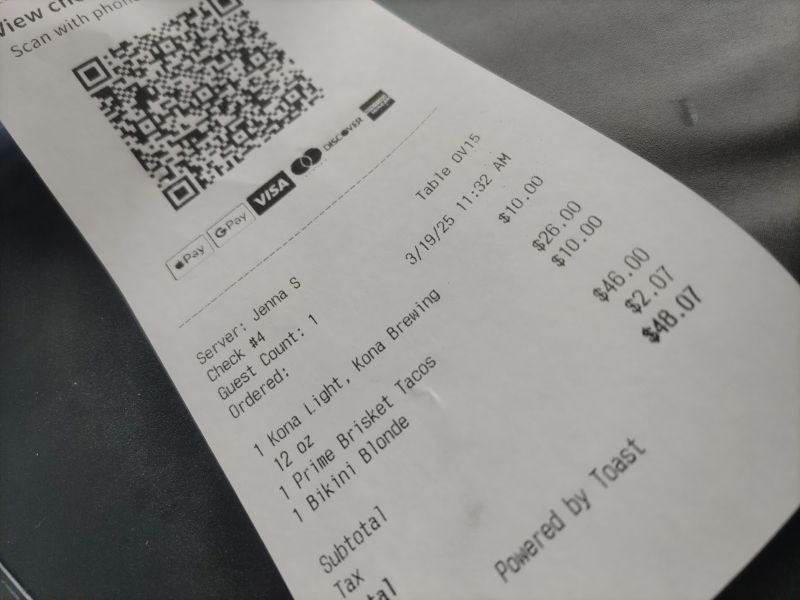 View
Scan with phone
Pay
G Pay
VISA
DISCOVER
Server: Jenna S
Check #4 Table OV15
Guest Count: 1
Ordered: 3/19/25 11:32 AM
1 Kona Light, Kona Brewing $10.00
12 oz
1 Prime Brisket Tacos $26.00
1 Bikini Blonde $10.00
Subtotal $46.00
Tax $2.07
$48.07
Powered by Toast